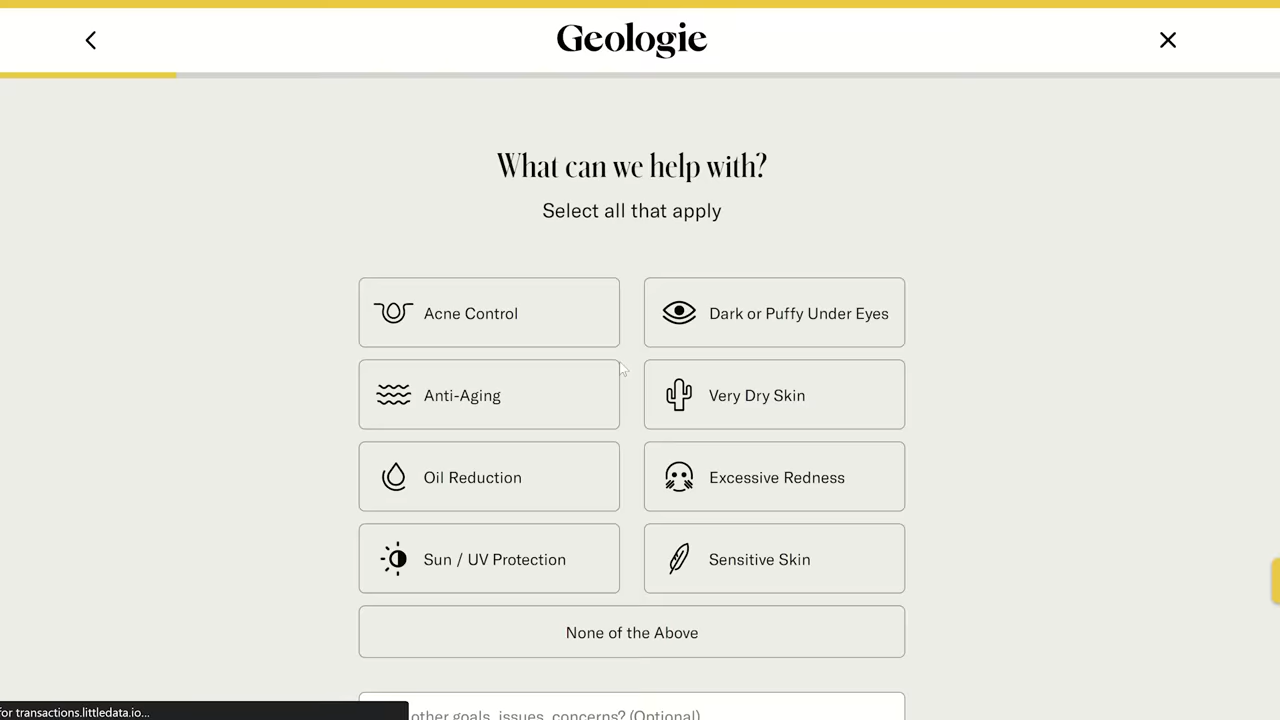 Geologie
What can we help with?
Select all that apply
Acne Control
Dark or Puffy Under Eyes
Anti-Aging
Very Dry Skin
Oil Reduction
Excessive Redness
Sun / UV Protection
Sensitive Skin
None of the Above
other goals, issues, concerns? (Optional)
for transactions.littledata.io...